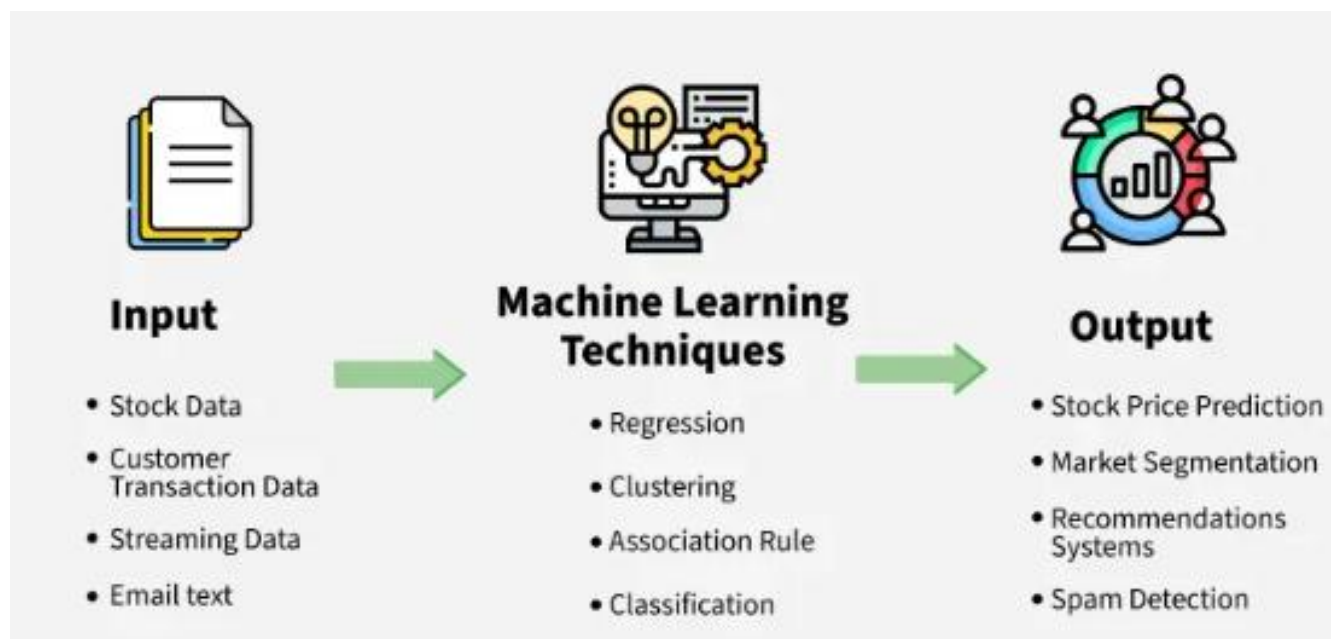 Input
• Stock Data
• Customer
Transaction Data
• Streaming Data
• Email text
Machine Learning
Techniques
• Regression
• Clustering
• Association Rule
• Classification
Output
• Stock Price Prediction
• Market Segmentation
• Recommendations
Systems
• Spam Detection